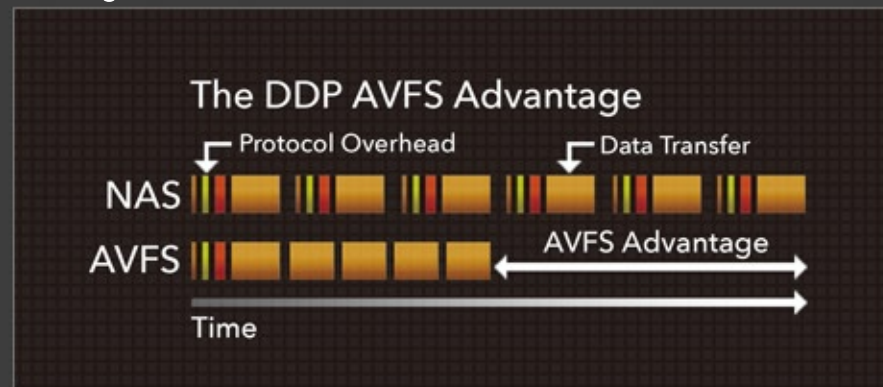 The DDP AVFS Advantage
Protocol Overhead
Data Transfer
NAS
AVFS
AVFS Advantage
Time